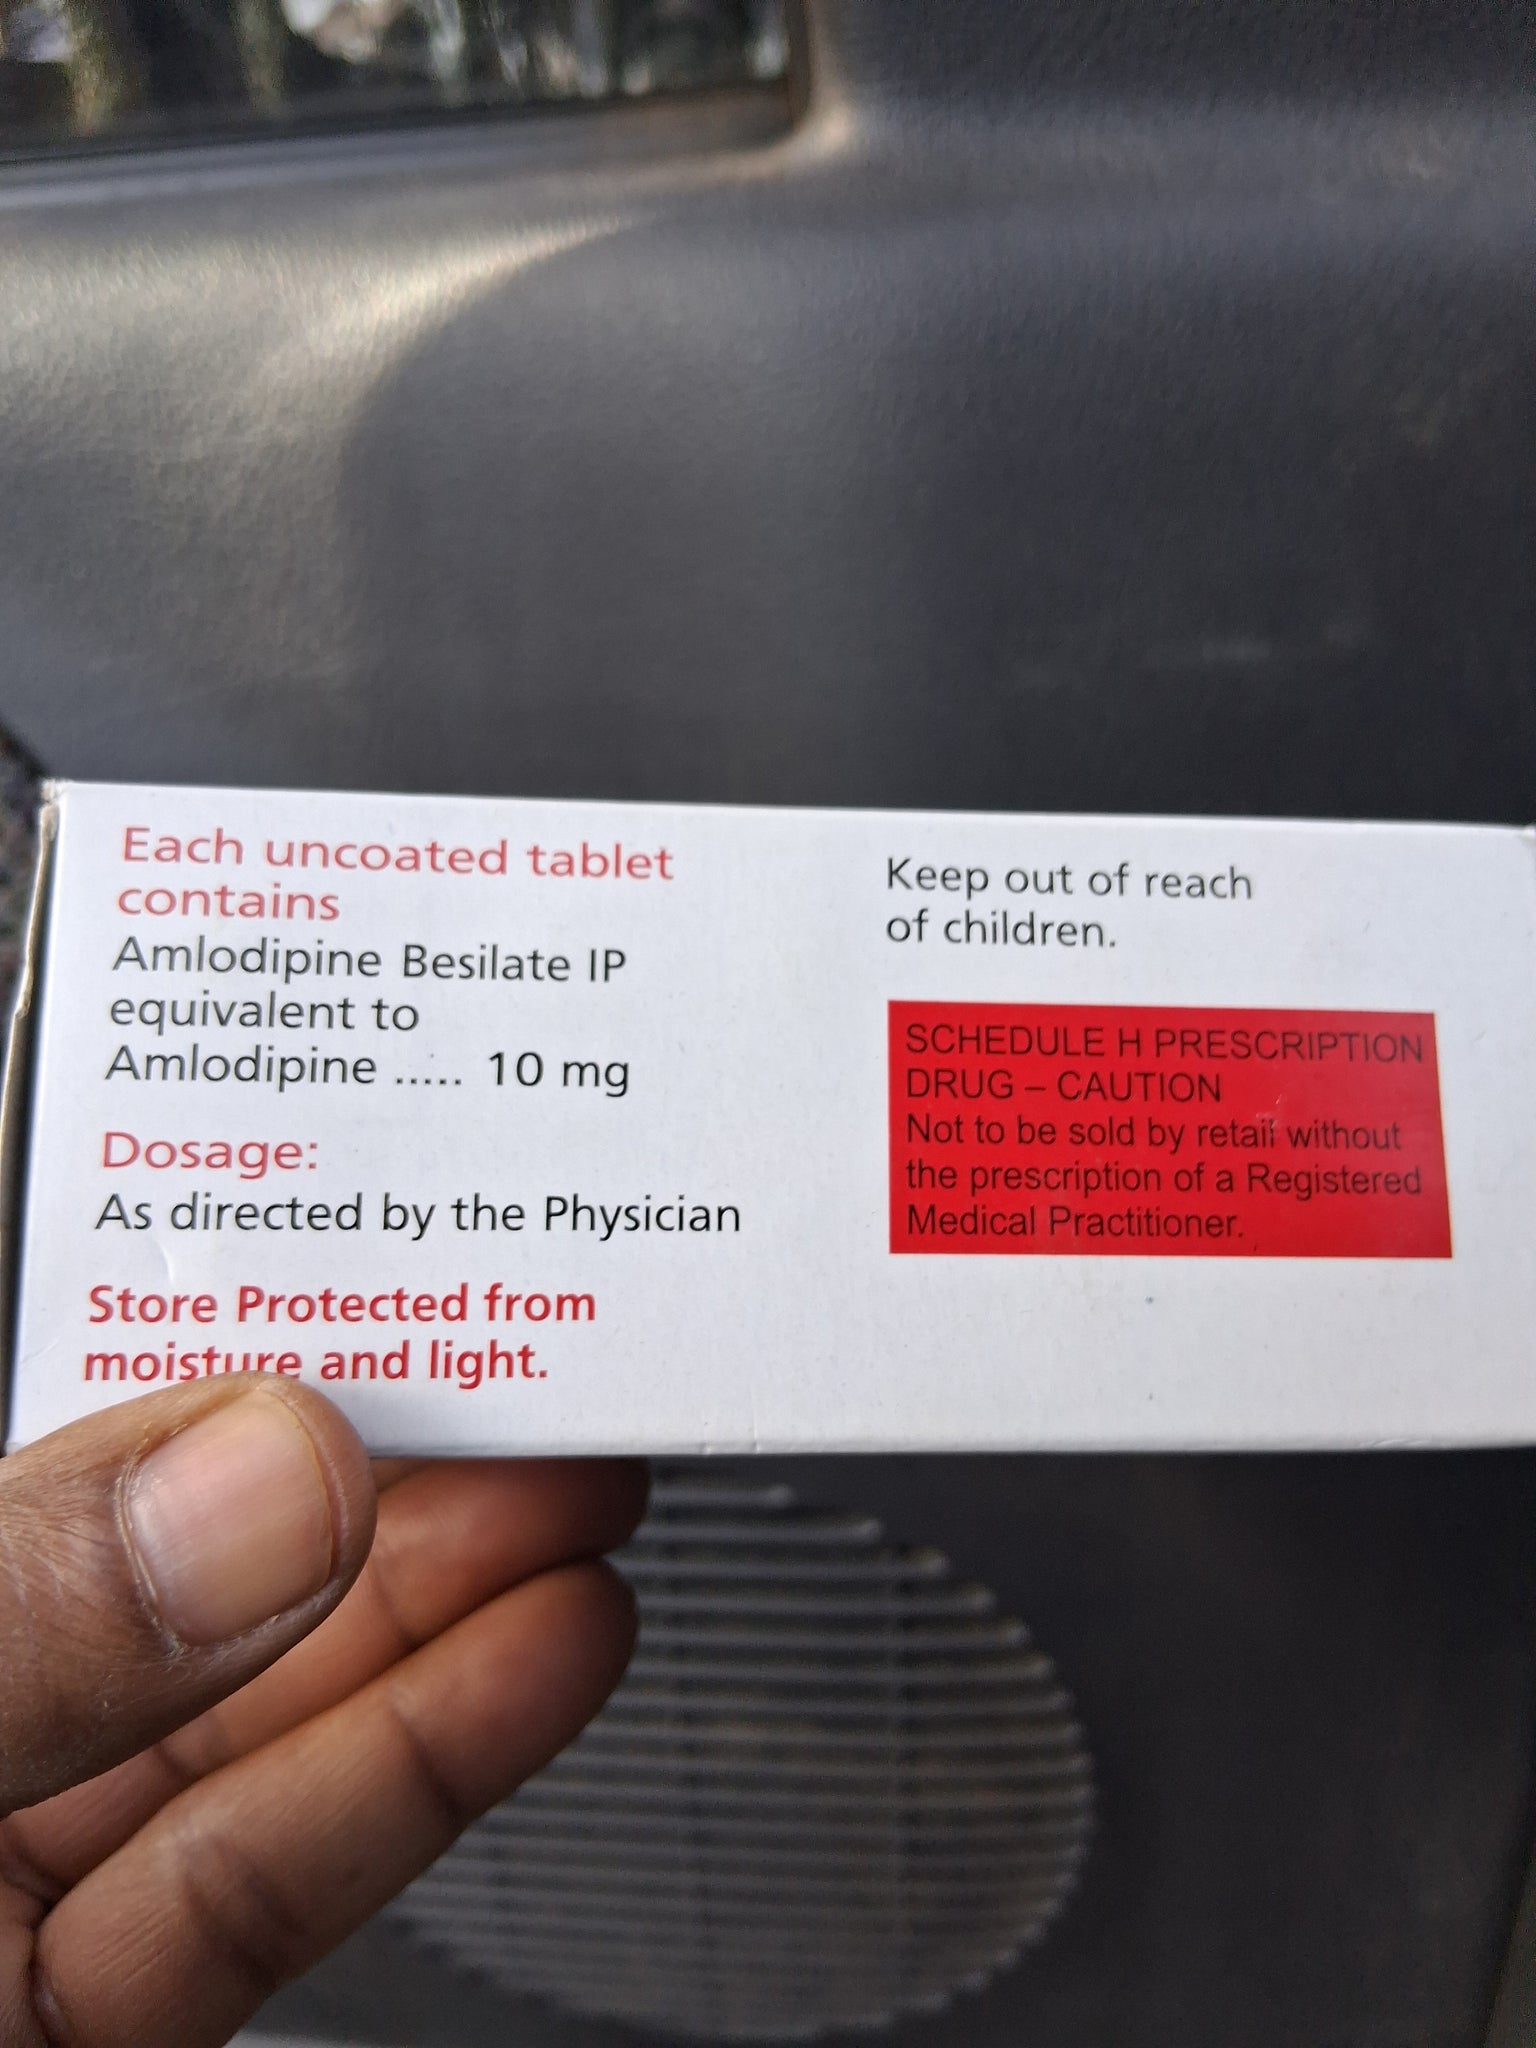 Each uncoated tablet
contains
Amlodipine Besilate IP
equivalent to
Amlodipine ..... 10 mg
Dosage:
As directed by the Physician
Store Protected from
moisture and light.
Keep out of reach
of children.
SCHEDULE H PRESCRIPTION
DRUG – CAUTION
Not to be sold by retail without
the prescription of a Registered
Medical Practitioner.